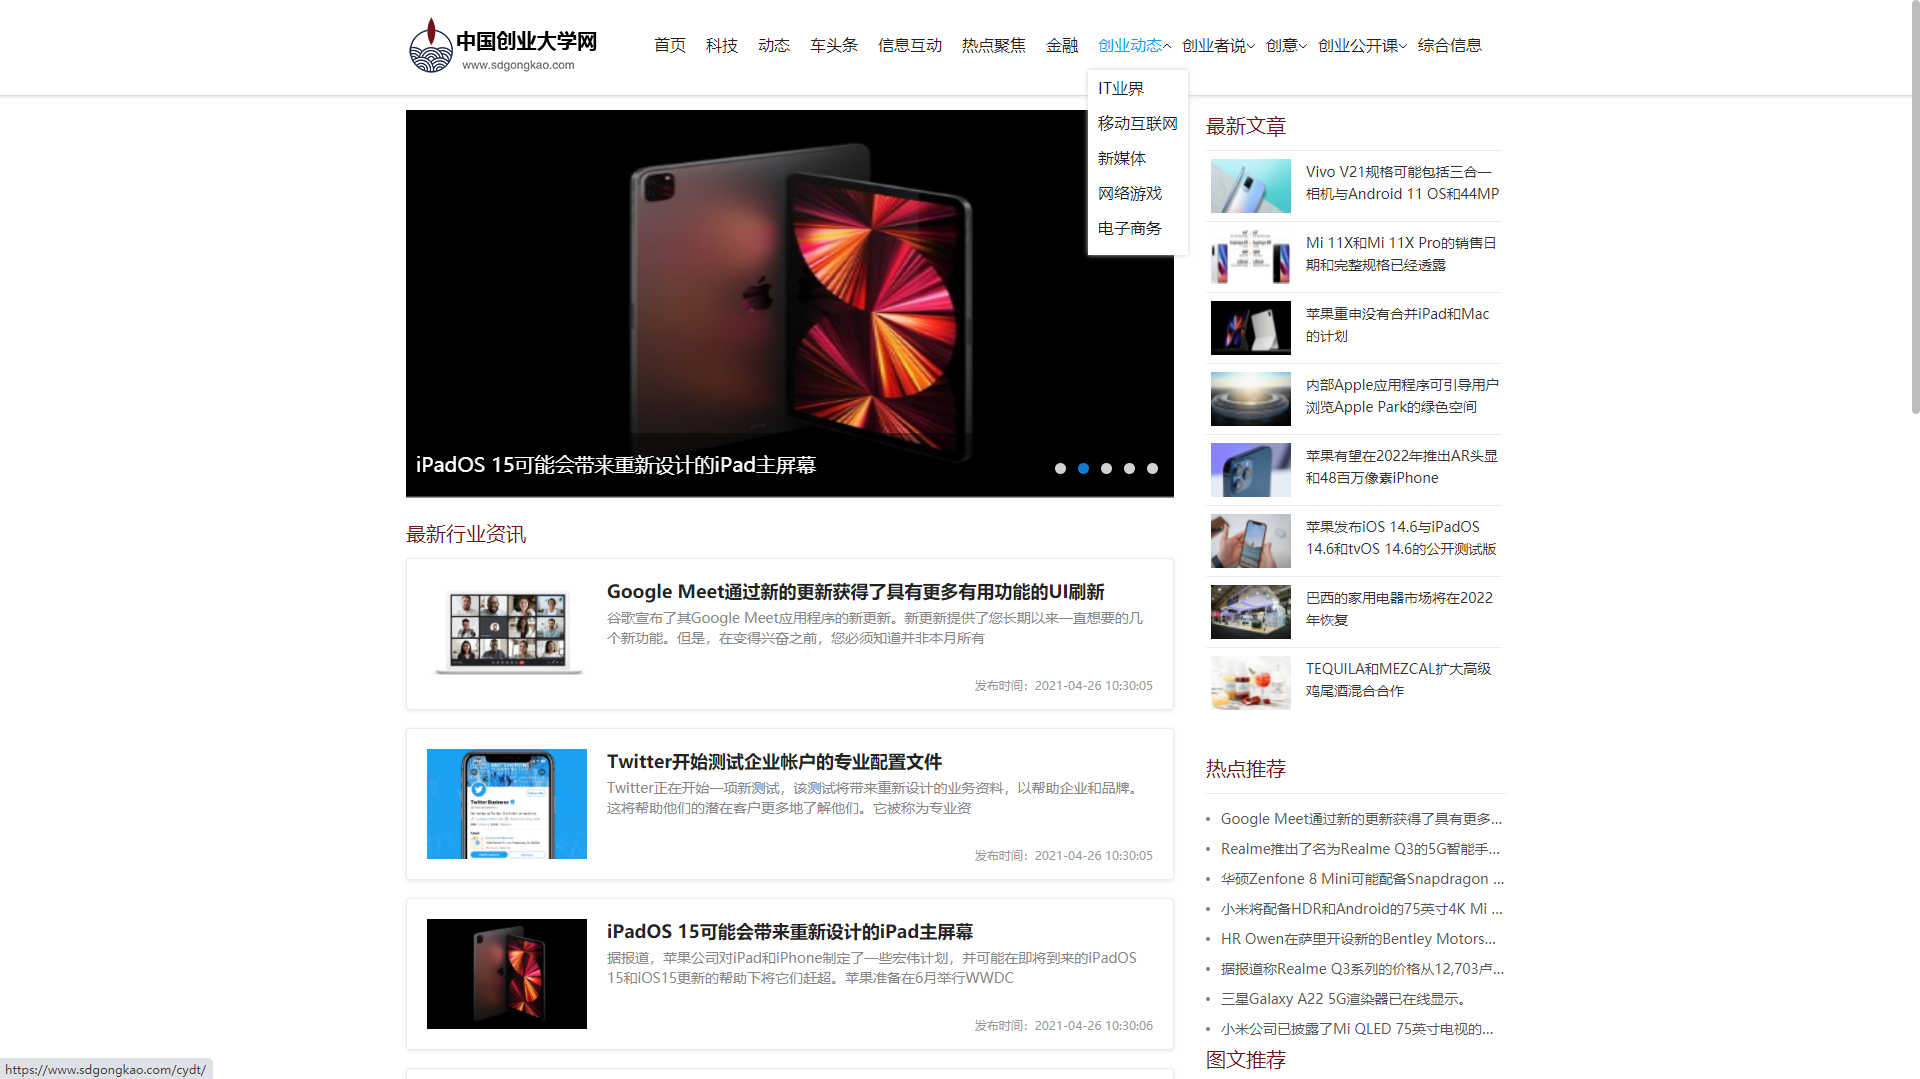 中国创业大学网
www.sdgongkao.com
首页 科技 动态 车头条 信息互动 热点聚焦 金融 创业动态 创业者说 创意 创业公开课 综合信息
IT业界
移动互联网
新媒体
网络游戏
电子商务
iPadOS 15可能会带来重新设计的iPad主屏幕
最新行业资讯
Google Meet通过新的更新获得了具有更多有用功能的UI刷新
谷歌宣布了其Google Meet应用程序的新更新。新更新提供了您长期以来一直想要的几
个新功能。但是，在变得兴奋之前，您必须知道并非本月所有
发布时间：2021-04-26 10:30:05
Twitter开始测试企业帐户的专业配置文件
Twitter正在开始一项新测试，该测试将带来重新设计的业务资料，以帮助企业和品牌。
这将帮助他们的潜在客户更多地了解他们。它被称为专业资
发布时间：2021-04-26 10:30:05
iPadOS 15可能会带来重新设计的iPad主屏幕
据报道，苹果公司对iPad和iPhone制定了一些宏伟计划，并可能在即将到来的iPadOS
15和iOS15更新的帮助下将它们赶超。苹果准备在6月举行WWDC
发布时间：2021-04-26 10:30:06
最新文章
Vivo V21规格可能包括三合一
相机与Android 11 OS和44MP
Mi 11X和Mi 11X Pro的销售日
期和完整规格已经透露
苹果重申没有合并iPad和Mac
的计划
内部Apple应用程序可引导用户
浏览Apple Park的绿色空间
苹果有望在2022年推出AR头显
和48百万像素iPhone
苹果发布iOS 14.6与iPadOS
14.6和tvOS 14.6的公开测试版
巴西的家用电器市场将在2022
年恢复
TEQUILA和MEZCAL扩大高级
鸡尾酒混合合作
热点推荐
Google Meet通过新的更新获得了具有更多...
Realme推出了名为Realme Q3的5G智能手...
华硕Zenfone 8 Mini可能配备Snapdragon ...
小米将配备HDR和Android的75英寸4K Mi ...
HR Owen在萨里开设新的Bentley Motors...
据报道称Realme Q3系列的价格从12,703卢...
三星Galaxy A22 5G渲染器已在线显示。
小米公司已披露了Mi QLED 75英寸电视的...
图文推荐
https://www.sdgongkao.com/cydt/